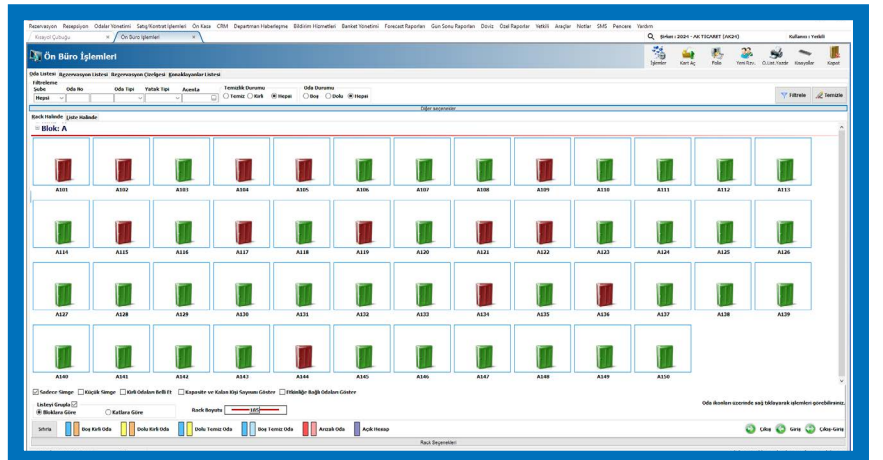 Rezervasyon Resepsiyon Odalar Yönetimi Satış/Kontrat İşlemleri Ön Kasa CRM Departman Haberleşme Bildirim Hizmetleri Banket Yönetimi Forecast Raporları Gün Sonu Raporları Döviz Özel Raporlar Yetkili Araçlar Notlar SMS Pencere Yardım
Kısayol Çubuğu × Ön Büro İşlemleri × Şirket : 2024 - AK TİCARET (AK24) Kullanıcı : Yetkili
Ön Büro İşlemleri
İşlemler Kart Aç Folio Yeni Rzv. O.List.Yazdır Kısayollar Kapat
Oda Listesi Rezervasyon Listesi Rezervasyon Çizelgesi Konaklayanlar Listesi
Filtreleme
Şube Oda No Oda Tipi Yatak Tipi Acenta Temizlik Durumu Oda Durumu
Hepsi Temiz Kirli Hepsi Boş Dolu Hepsi Filtrele Temizle
Diğer seçenekler
Rack Halinde Liste Halinde
Blok: A
A101 A102 A103 A104 A105 A106 A107 A108 A109 A110 A111 A112 A113
A114 A115 A116 A117 A118 A119 A120 A121 A122 A123 A124 A125 A126
A127 A128 A129 A130 A131 A132 A133 A134 A135 A136 A137 A138 A139
A140 A141 A142 A143 A144 A145 A146 A147 A148 A149 A150
Sadece Simge Küçük Simge Kirli Odaları Belli Et Kapasite ve Kalan Kişi Sayısını Göster Etkinliğe Bağlı Odaları Göster
Listeyi Grupla
Bloklara Göre Katlara Göre Rack Boyutu 165 Oda ikonları üzerinde sağ tıklayarak işlemleri görebilirsiniz.
Sıfırla Boş Kirli Oda Dolu Kirli Oda Dolu Temiz Oda Boş Temiz Oda Arızalı Oda Açık Hesap Çıkış Giriş Çıkış-Giriş
Rack Seçenekleri